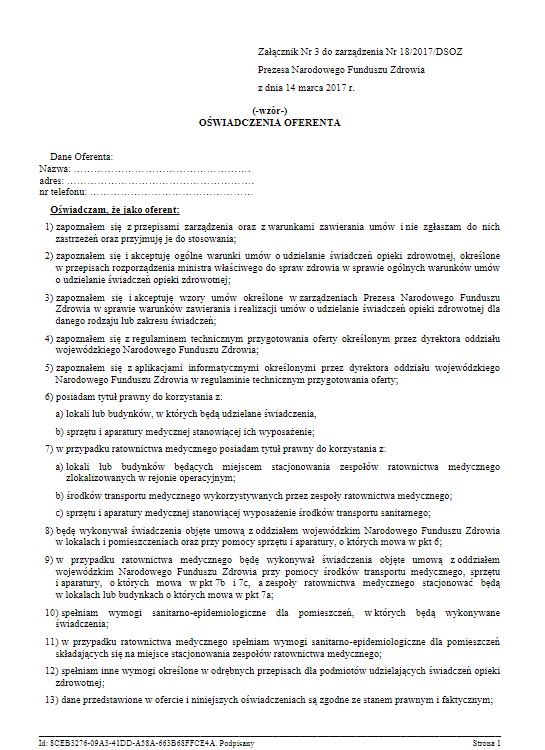 Załącznik Nr 3 do zarządzenia Nr 18/2017/DSOZ
Prezesa Narodowego Funduszu Zdrowia
z dnia 14 marca 2017 r.
(-wzór-)
OŚWIADCZENIA OFERENTA
Dane Oferenta:
Nazwa: ……………………………………………….
adres: …………………………………………………
nr telefonu: ……………………………………………
Oświadczam, że jako oferent:
1) zapoznałem się z przepisami zarządzenia oraz z warunkami zawierania umów i nie zgłaszam do nich
zastrzeżeń oraz przyjmuję je do stosowania;
2) zapoznałem się i akceptuję ogólne warunki umów o udzielanie świadczeń opieki zdrowotnej, określone
w przepisach rozporządzenia ministra właściwego do spraw zdrowia w sprawie ogólnych warunków umów
o udzielanie świadczeń opieki zdrowotnej;
3) zapoznałem się i akceptuję wzory umów określone w zarządzeniach Prezesa Narodowego Funduszu
Zdrowia w sprawie warunków zawierania i realizacji umów o udzielanie świadczeń opieki zdrowotnej dla
danego rodzaju lub zakresu świadczeń;
4) zapoznałem się z regulaminem technicznym przygotowania oferty określonym przez dyrektora oddziału
wojewódzkiego Narodowego Funduszu Zdrowia;
5) zapoznałem się z aplikacjami informatycznymi określonymi przez dyrektora oddziału wojewódzkiego
Narodowego Funduszu Zdrowia w regulaminie technicznym przygotowania oferty;
6) posiadam tytuł prawny do korzystania z:
a) lokali lub budynków, w których będą udzielane świadczenia,
b) sprzętu i aparatury medycznej stanowiącej ich wyposażenie;
7) w przypadku ratownictwa medycznego posiadam tytuł prawny do korzystania z:
a) lokali lub budynków będących miejscem stacjonowania zespołów ratownictwa medycznego
zlokalizowanych w rejonie operacyjnym;
b) środków transportu medycznego wykorzystywanych przez zespoły ratownictwa medycznego;
c) sprzętu i aparatury medycznej stanowiącej wyposażenie środków transportu sanitarnego;
8) będę wykonywał świadczenia objęte umową z oddziałem wojewódzkim Narodowego Funduszu Zdrowia
w lokalach i pomieszczeniach oraz przy pomocy sprzętu i aparatury, o których mowa w pkt 6;
9) w przypadku ratownictwa medycznego będę wykonywał świadczenia objęte umową z oddziałem
wojewódzkim Narodowego Funduszu Zdrowia przy pomocy środków transportu medycznego, sprzętu
i aparatury, o których mowa w pkt 7b i 7c, a zespoły ratownictwa medycznego stacjonować będą
w lokalach lub budynkach o których mowa w pkt 7a;
10) spełniam wymogi sanitarno-epidemiologiczne dla pomieszczeń, w których będą wykonywane
świadczenia;
11) w przypadku ratownictwa medycznego spełniam wymogi sanitarno-epidemiologiczne dla pomieszczeń
składających się na miejsce stacjonowania zespołów ratownictwa medycznego;
12) spełniam inne wymogi określone w odrębnych przepisach dla podmiotów udzielających świadczeń opieki
zdrowotnej;
13) dane przedstawione w ofercie i niniejszych oświadczeniach są zgodne ze stanem prawnym i faktycznym;
Id: 8CEB3276-09A3-41DD-A58A-663B68FFCE4A. Podpisany Strona 1